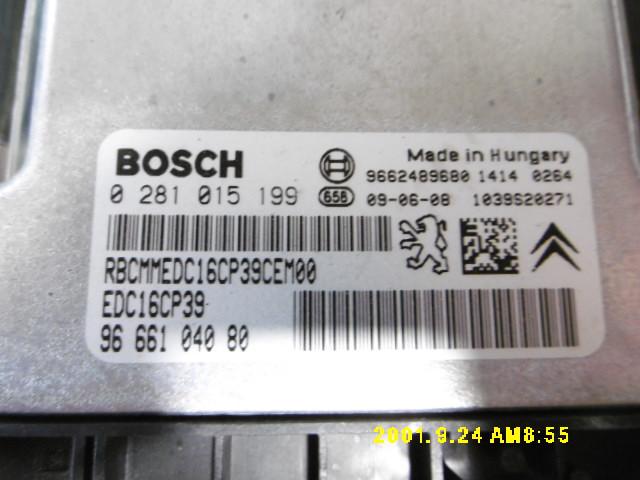 BOSCH
Made in Hungary
9662489680 1414 0264
0 281 015 199
658 09-06-08 1039S20271
RBCMMEDC16CP39CEM00
EDC16CP39
96 661 040 80
2001.9.24 AM8:55